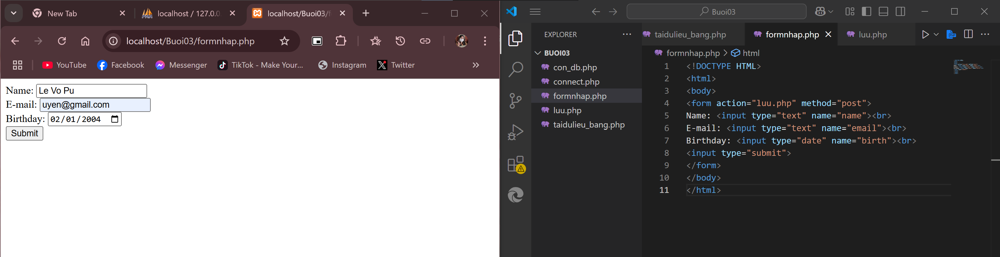 New Tab
localhost / 127.0.0.
localhost/Buoi03/f
localhost/Buoi03/formnhap.php
YouTube
Facebook
Messenger
TikTok - Make Your...
Instagram
Twitter
Name: Le Vo Pu
E-mail: uyen@gmail.com
Birthday: 02/01/2004
Submit
Buoi03
EXPLORER
BUOI03
con_db.php
connect.php
formnhap.php
luu.php
taidulieu_bang.php
taidulieu_bang.php
formnhap.php
luu.php
formnhap.php > html
1 <!DOCTYPE HTML>
2 <html>
3 <body>
4 <form action="luu.php" method="post">
5 Name: <input type="text" name="name"><br>
6 E-mail: <input type="text" name="email"><br>
7 Birthday: <input type="date" name="birth"><br>
8 <input type="submit">
9 </form>
10 </body>
11 </html>